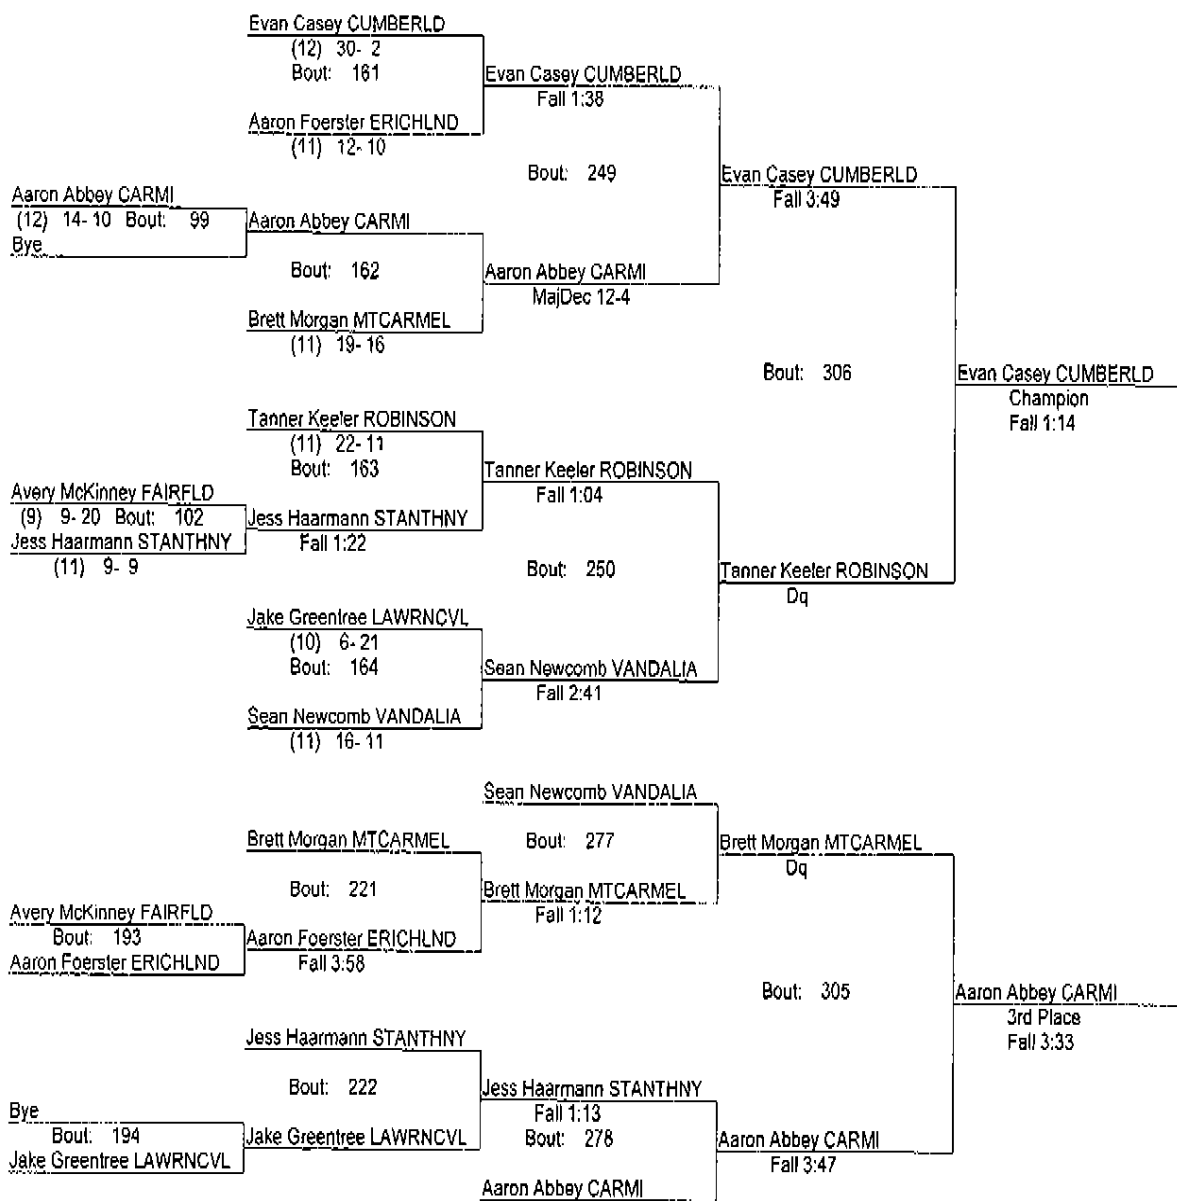 Evan Casey CUMBERLD
(12) 30- 2
Bout: 161
Evan Casey CUMBERLD
Fall 1:38
Aaron Foerster ERICHLND
(11) 12-10
Bout: 249
Evan Casey CUMBERLD
Fall 3:49
Aaron Abbey CARMI
(12) 14-10 Bout: 99
Bye
Aaron Abbey CARMI
Bout: 162
Aaron Abbey CARMI
MajDec 12-4
Brett Morgan MTCARMEL
(11) 19-16
Bout: 306
Evan Casey CUMBERLD
Champion
Fall 1:14
Tanner Keeler ROBINSON
(11) 22-11
Bout: 163
Tanner Keeler ROBINSON
Fall 1:04
Avery McKinney FAIRFLD
(9) 9-20 Bout: 102
Jess Haarmann STANTHNY
(11) 9- 9
Jess Haarmann STANTHNY
Fall 1:22
Bout: 250
Tanner Keeler ROBINSON
Dq
Jake Greentree LAWRNCVL
(10) 6-21
Bout: 164
Sean Newcomb VANDALIA
Fall 2:41
Sean Newcomb VANDALIA
(11) 16-11
Sean Newcomb VANDALIA
Bout: 277
Brett Morgan MTCARMEL
Dq
Brett Morgan MTCARMEL
Bout: 221
Brett Morgan MTCARMEL
Fall 1:12
Avery McKinney FAIRFLD
Bout: 193
Aaron Foerster ERICHLND
Aaron Foerster ERICHLND
Fall 3:58
Bout: 305
Aaron Abbey CARMI
3rd Place
Fall 3:33
Jess Haarmann STANTHNY
Bout: 222
Jess Haarmann STANTHNY
Fall 1:13
Bout: 278
Bye
Bout: 194
Jake Greentree LAWRNCVL
Jake Greentree LAWRNCVL
Aaron Abbey CARMI
Fall 3:47
Aaron Abbey CARMI